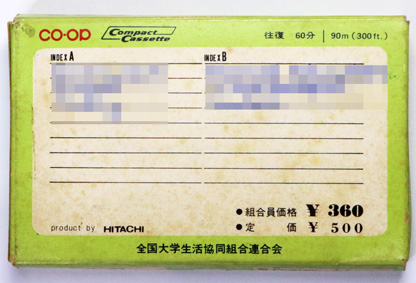 co-op Compact Cassette 往復 60分 90m (300ft.)
INDEX A INDEX B
●組合員価格 ¥ 360
product by HITACHI ●定 価 ¥ 500
全国大学生活協同組合連合会